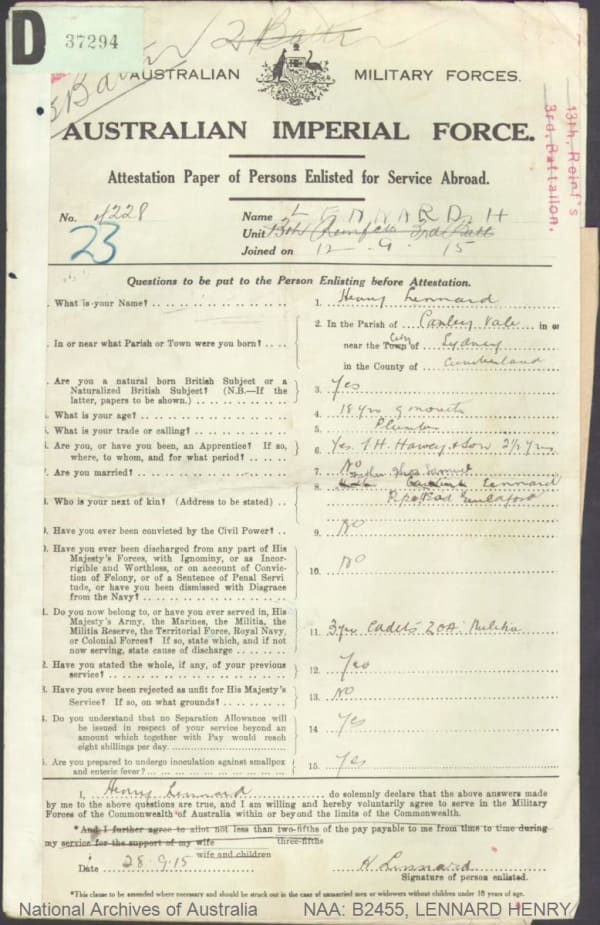 D
37294
3 Batt
AUSTRALIAN MILITARY FORCES.
AUSTRALIAN IMPERIAL FORCE.
13th. Reinf's
3rd. Battalion.
Attestation Paper of Persons Enlisted for Service Abroad.
No. 4228 Name LENNARD. H
23 Unit 13th Reinfcts 3rd Batt
Joined on 12 . 9 . 15
Questions to be put to the Person Enlisting before Attestation.
. What is your Name? 1. Henry Lennard
. In or near what Parish or Town were you born? 2. In the Parish of Canley Vale in or
near the Town of City Sydney
in the County of Cumberland
. Are you a natural born British Subject or a
Naturalized British Subject? (N.B.—If the
latter, papers to be shown.) 3. Yes
. What is your age? 4. 18 yrs 9 months
. What is your trade or calling? 5. Plumber
. Are you, or have you been, an Apprentice? If so,
where, to whom, and for what period? 6. Yes. J H. Harvey & Son 2½ yrs
. Are you married? 7. No
. Who is your next of kin? (Address to be stated) 8. Samuel Lennard
Guildford
. Have you ever been convicted by the Civil Power? 9. No
. Have you ever been discharged from any part of His
Majesty's Forces, with Ignominy, or as Incor-
rigible and Worthless, or on account of Convic-
tion of Felony, or of a Sentence of Penal Servi
tude, or have you been Dismissed with Disgrace
from the Navy? 10. No
1. Do you now belong to, or have you ever served in, His
Majesty's Army, the Marines, the Militia, the
Militia Reserve, the Territorial Force, Royal Navy,
or Colonial Forces? If so, state which, and if not
now serving, state cause of discharge 11. 3 yrs Cadets 20A Militia
2. Have you stated the whole, if any, of your previous
service? 12. Yes
3. Have you ever been rejected as unfit for His Majesty's
Service? If so, on what grounds? 13. No
4. Do you understand that no Separation Allowance will
be issued in respect of your service beyond an
amount which together with Pay would reach
eight shillings per day. 14 Yes
5. Are you prepared to undergo inoculation against smallpox
and enteric fever? 15. Yes
I, Henry Lennard do solemnly declare that the above answers made
by me to the above questions are true, and I am willing and hereby voluntarily agree to serve in the Military
Forces of the Commonwealth of Australia within or beyond the limits of the Commonwealth.
*And I further agree to allot not less than two-fifths of the pay payable to me from time to time during
three-fifths
my service for the support of my wife
wife and children
Date 28.9.15 H Lennard
Signature of person enlisted.
*This clause to be amended where necessary and should be struck out in the case of unmarried men or widowers without children under 18 years of age.
National Archives of Australia NAA: B2455, LENNARD HENRY